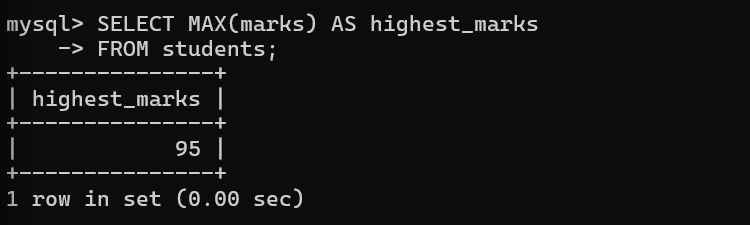 mysql> SELECT MAX(marks) AS highest_marks
    -> FROM students;
+---------------+
| highest_marks |
+---------------+
|            95 |
+---------------+
1 row in set (0.00 sec)